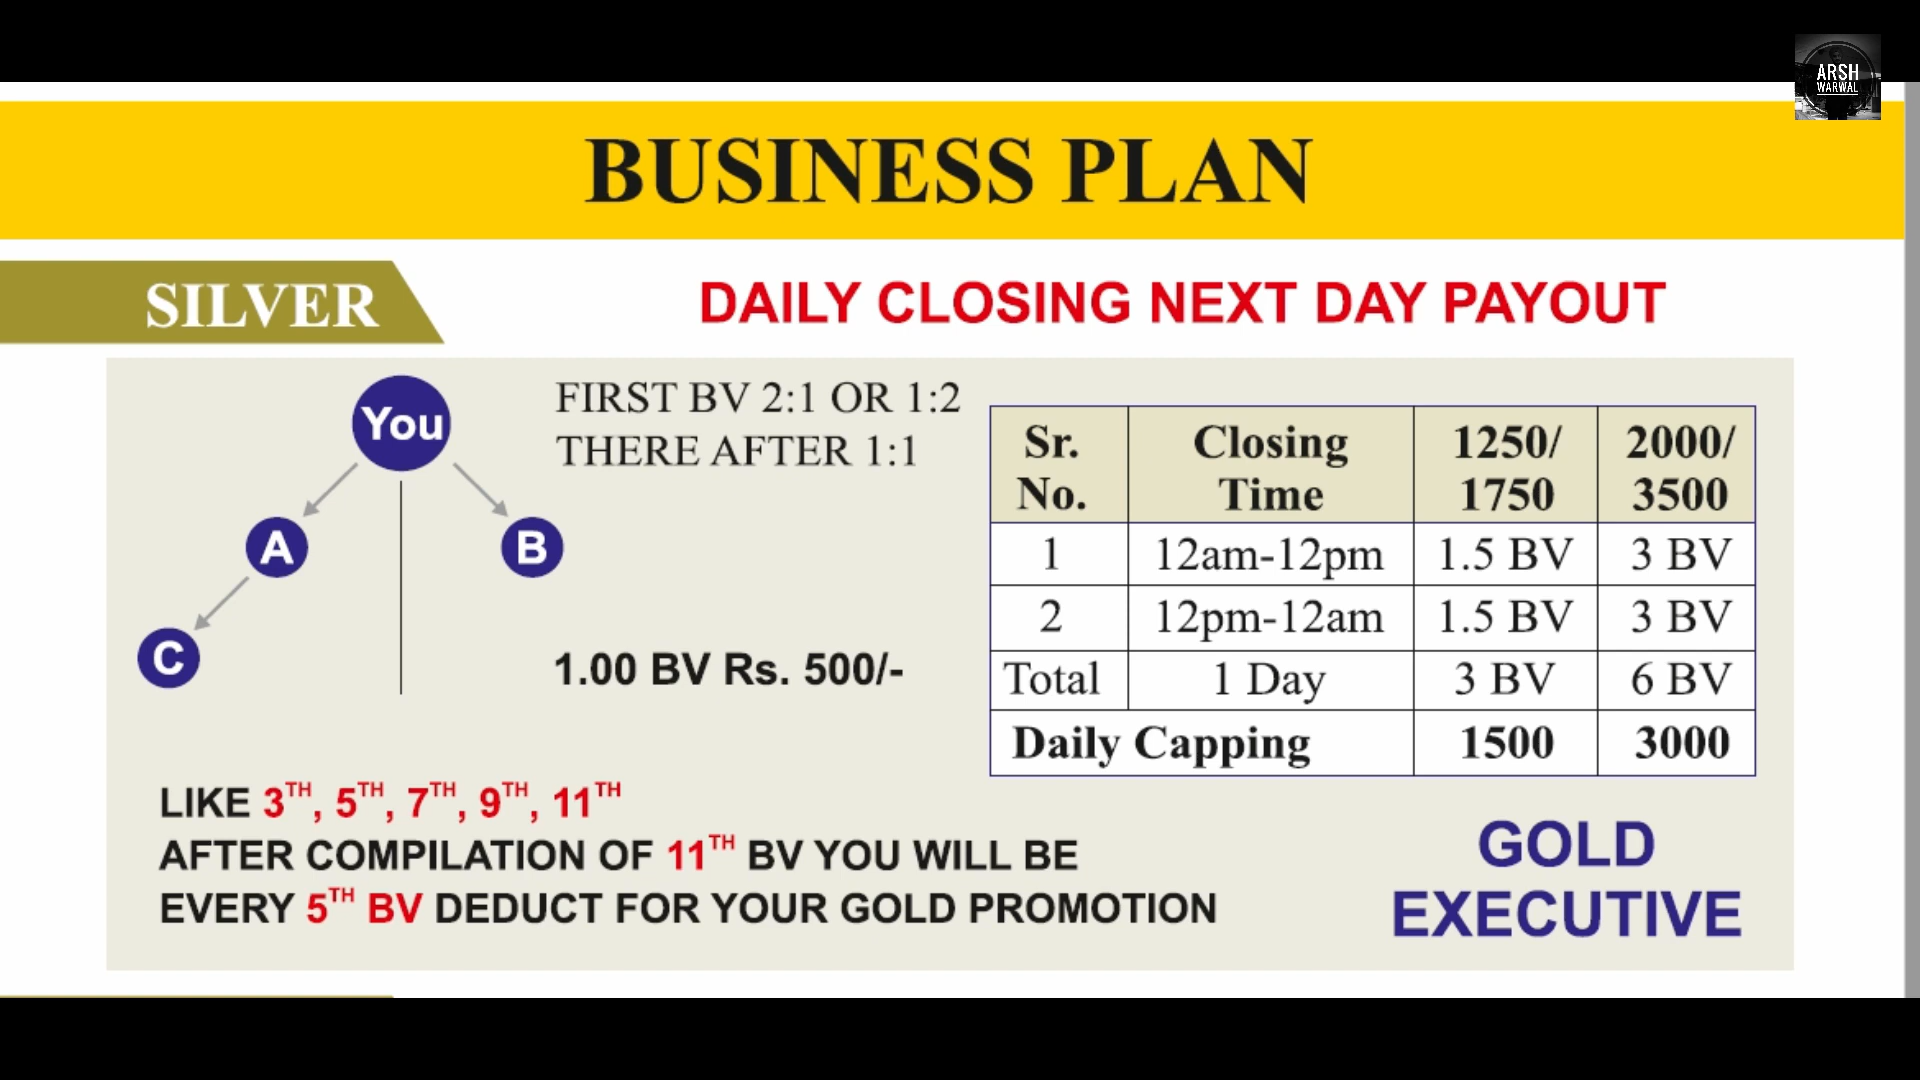 ARSH
WARWAL
BUSINESS PLAN
SILVER
DAILY CLOSING NEXT DAY PAYOUT
You
A
B
C
FIRST BV 2:1 OR 1:2
THERE AFTER 1:1
1.00 BV Rs. 500/-
Sr. No. Closing Time 1250/ 1750 2000/ 3500
1 12am-12pm 1.5 BV 3 BV
2 12pm-12am 1.5 BV 3 BV
Total 1 Day 3 BV 6 BV
Daily Capping 1500 3000
LIKE 3TH, 5TH, 7TH, 9TH, 11TH
AFTER COMPILATION OF 11TH BV YOU WILL BE
EVERY 5TH BV DEDUCT FOR YOUR GOLD PROMOTION
GOLD
EXECUTIVE